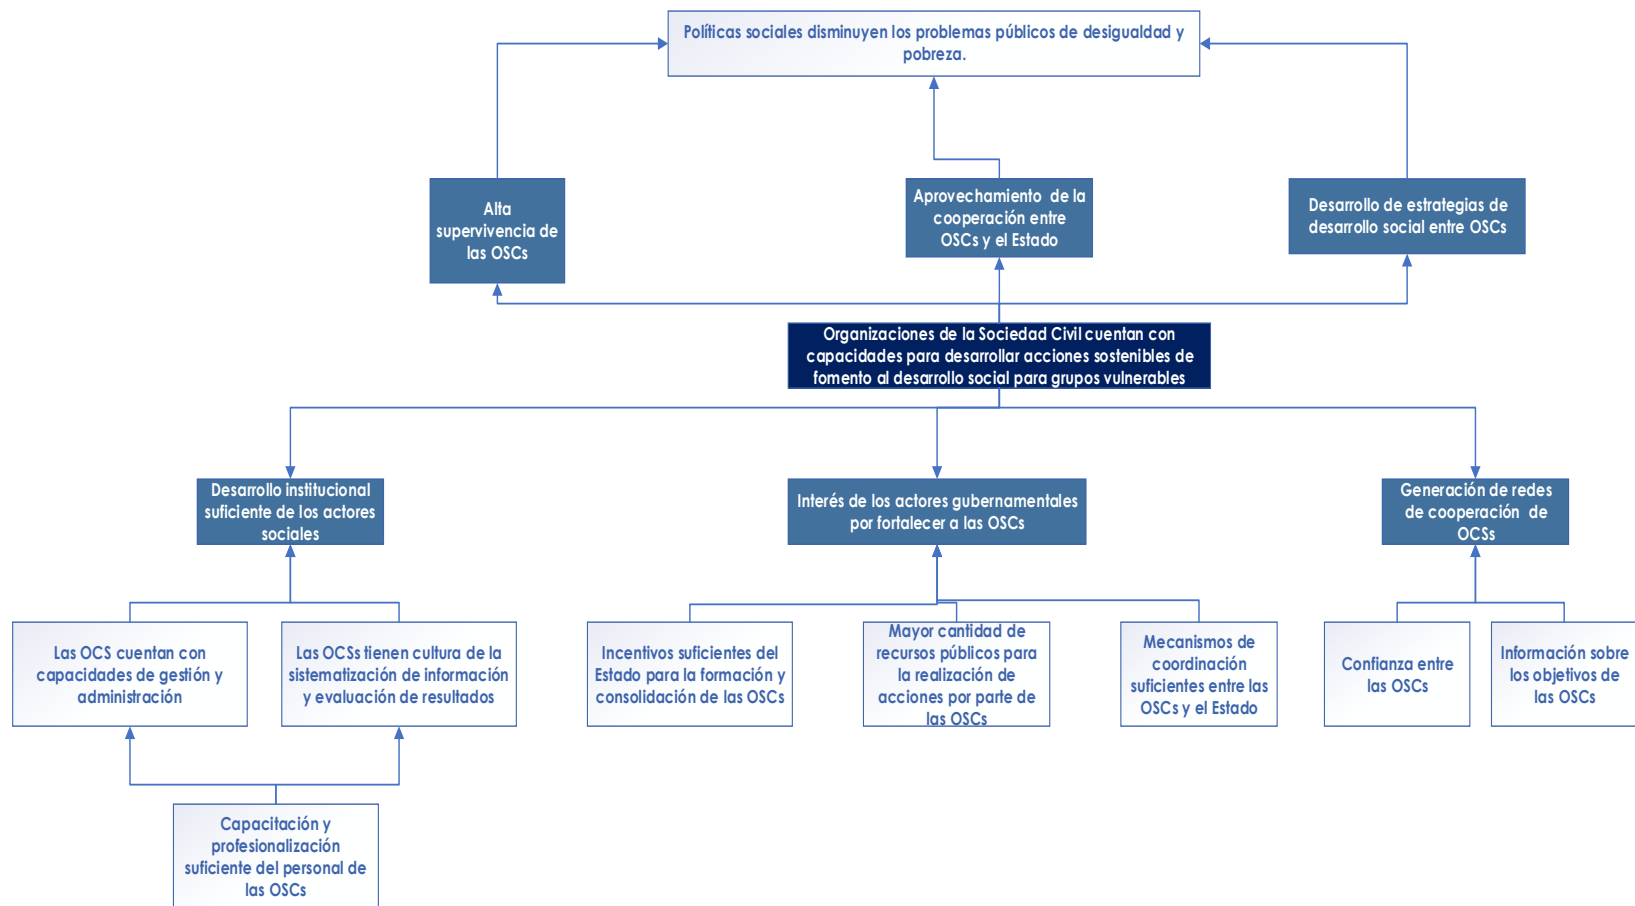 Políticas sociales disminuyen los problemas públicos de desigualdad y
pobreza.
Alta
supervivencia de
las OSCs
Aprovechamiento de la
cooperación entre
OSCs y el Estado
Desarrollo de estrategias de
desarrollo social entre OSCs
Organizaciones de la Sociedad Civil cuentan con
capacidades para desarrollar acciones sostenibles de
fomento al desarrollo social para grupos vulnerables
Desarrollo institucional
suficiente de los actores
sociales
Interés de los actores gubernamentales
por fortalecer a las OSCs
Generación de redes
de cooperación de
OCSs
Las OCS cuentan con
capacidades de gestión y
administración
Las OCSs tienen cultura de la
sistematización de información
y evaluación de resultados
Incentivos suficientes del
Estado para la formación y
consolidación de las OSCs
Mayor cantidad de
recursos públicos para
la realización de
acciones por parte de
las OSCs
Mecanismos de
coordinación
suficientes entre las
OSCs y el Estado
Confianza entre
las OSCs
Información sobre
los objetivos de
las OSCs
Capacitación y
profesionalización
suficiente del personal de
las OSCs